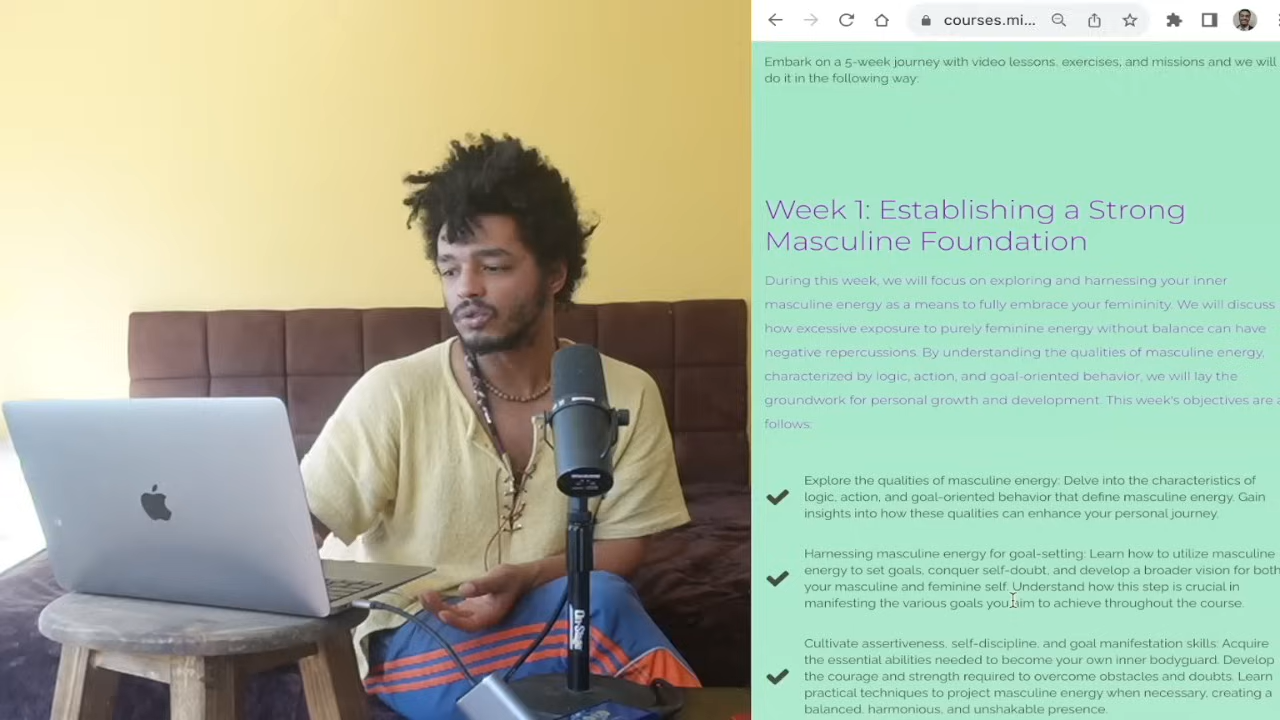 courses.mi...
Embark on a 5-week journey with video lessons, exercises, and missions and we will
do it in the following way:
Week 1: Establishing a Strong
Masculine Foundation
During this week, we will focus on exploring and harnessing your inner
masculine energy as a means to fully embrace your femininity. We will discuss
how excessive exposure to purely feminine energy without balance can have
negative repercussions. By understanding the qualities of masculine energy,
characterized by logic, action, and goal-oriented behavior, we will lay the
groundwork for personal growth and development. This week's objectives are a
follows:
Explore the qualities of masculine energy: Delve into the characteristics of
logic, action, and goal-oriented behavior that define masculine energy. Gain
insights into how these qualities can enhance your personal journey.
Harnessing masculine energy for goal-setting: Learn how to utilize masculine
energy to set goals, conquer self-doubt, and develop a broader vision for both
your masculine and feminine self. Understand how this step is crucial in
manifesting the various goals you aim to achieve throughout the course.
Cultivate assertiveness, self-discipline, and goal manifestation skills: Acquire
the essential abilities needed to become your own inner bodyguard. Develop
the courage and strength required to overcome obstacles and doubts. Learn
practical techniques to project masculine energy when necessary, creating a
balanced, harmonious, and unshakable presence.
On-Stage